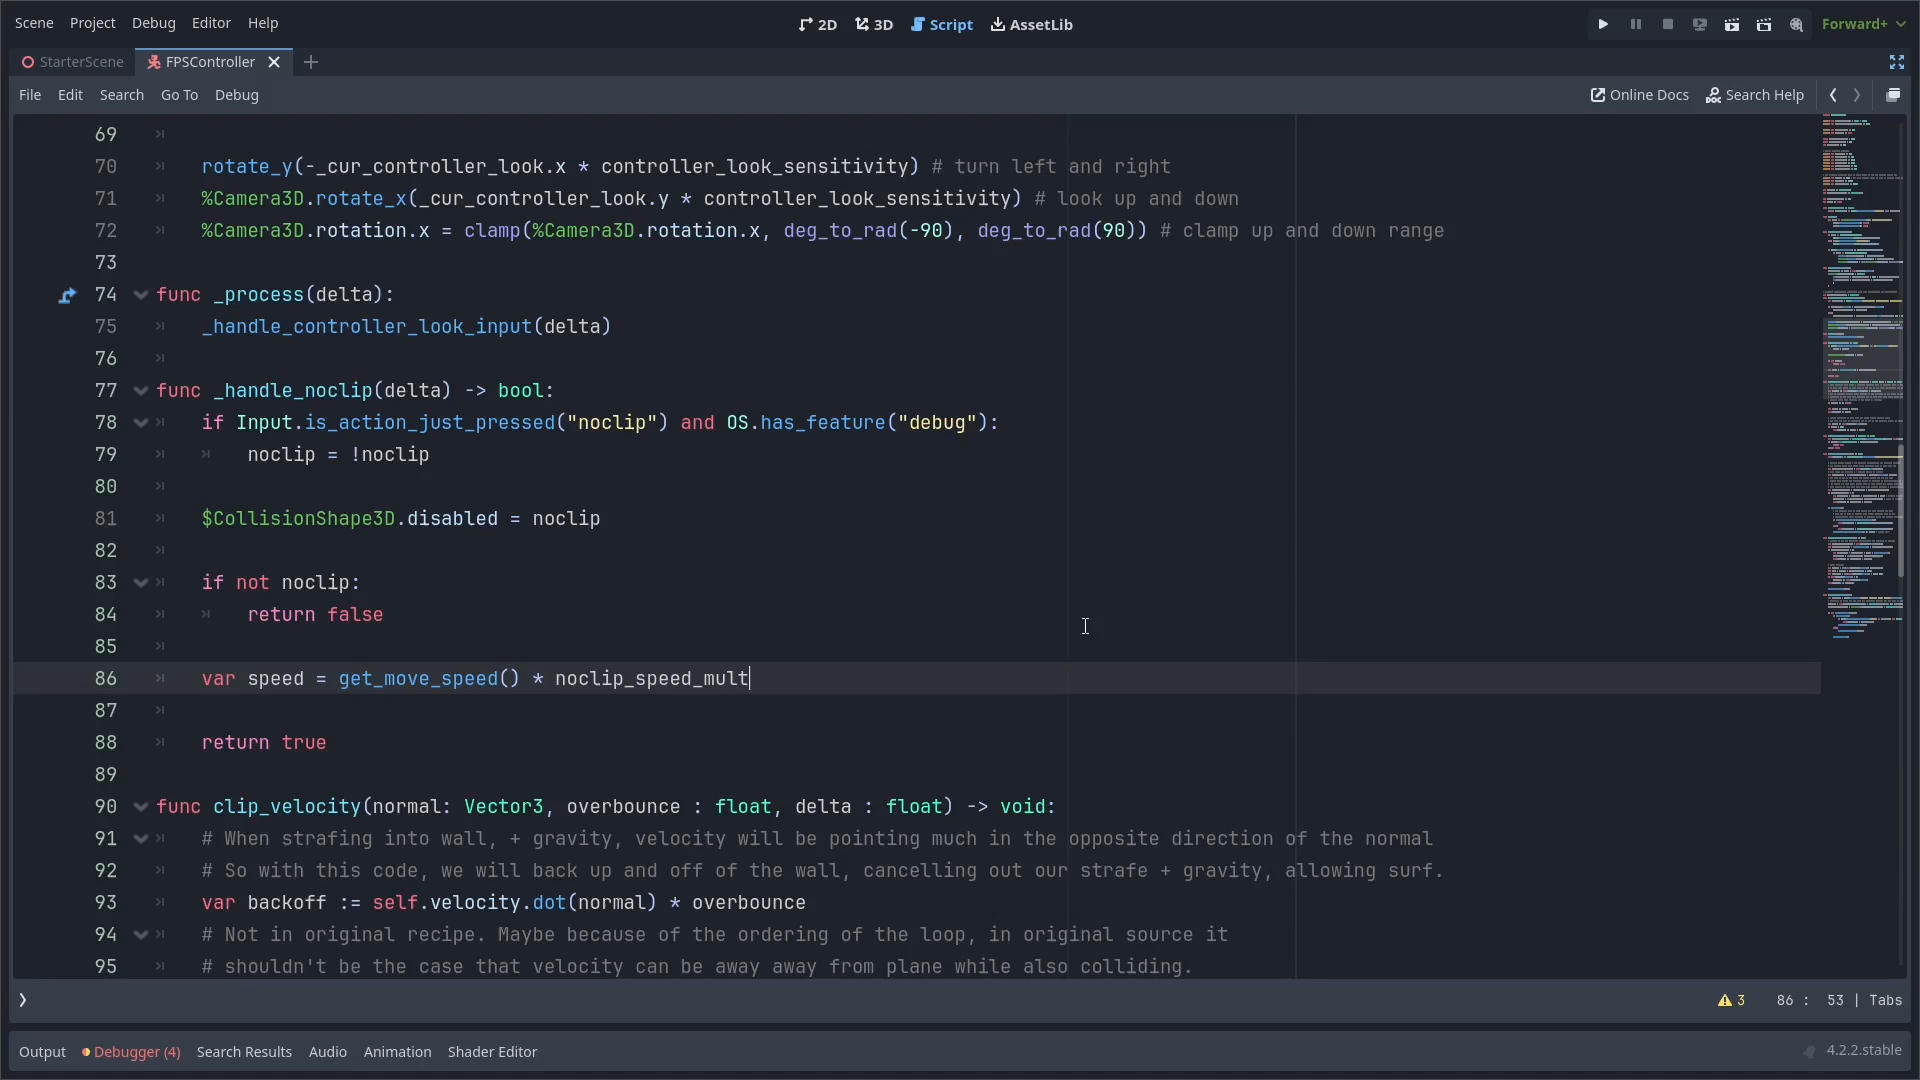 Scene Project Debug Editor Help 2D 3D Script AssetLib Forward+
StarterScene FPSController
File Edit Search Go To Debug Online Docs Search Help
69
70 rotate_y(-_cur_controller_look.x * controller_look_sensitivity) # turn left and right
71 %Camera3D.rotate_x(_cur_controller_look.y * controller_look_sensitivity) # look up and down
72 %Camera3D.rotation.x = clamp(%Camera3D.rotation.x, deg_to_rad(-90), deg_to_rad(90)) # clamp up and down range
73
74 func _process(delta):
75 _handle_controller_look_input(delta)
76
77 func _handle_noclip(delta) -> bool:
78 if Input.is_action_just_pressed("noclip") and OS.has_feature("debug"):
79 noclip = !noclip
80
81 $CollisionShape3D.disabled = noclip
82
83 if not noclip:
84 return false
85
86 var speed = get_move_speed() * noclip_speed_mult
87
88 return true
89
90 func clip_velocity(normal: Vector3, overbounce : float, delta : float) -> void:
91 # When strafing into wall, + gravity, velocity will be pointing much in the opposite direction of the normal
92 # So with this code, we will back up and off of the wall, cancelling out our strafe + gravity, allowing surf.
93 var backoff := self.velocity.dot(normal) * overbounce
94 # Not in original recipe. Maybe because of the ordering of the loop, in original source it
95 # shouldn't be the case that velocity can be away away from plane while also colliding.
3 86 : 53 | Tabs
Output Debugger (4) Search Results Audio Animation Shader Editor 4.2.2.stable